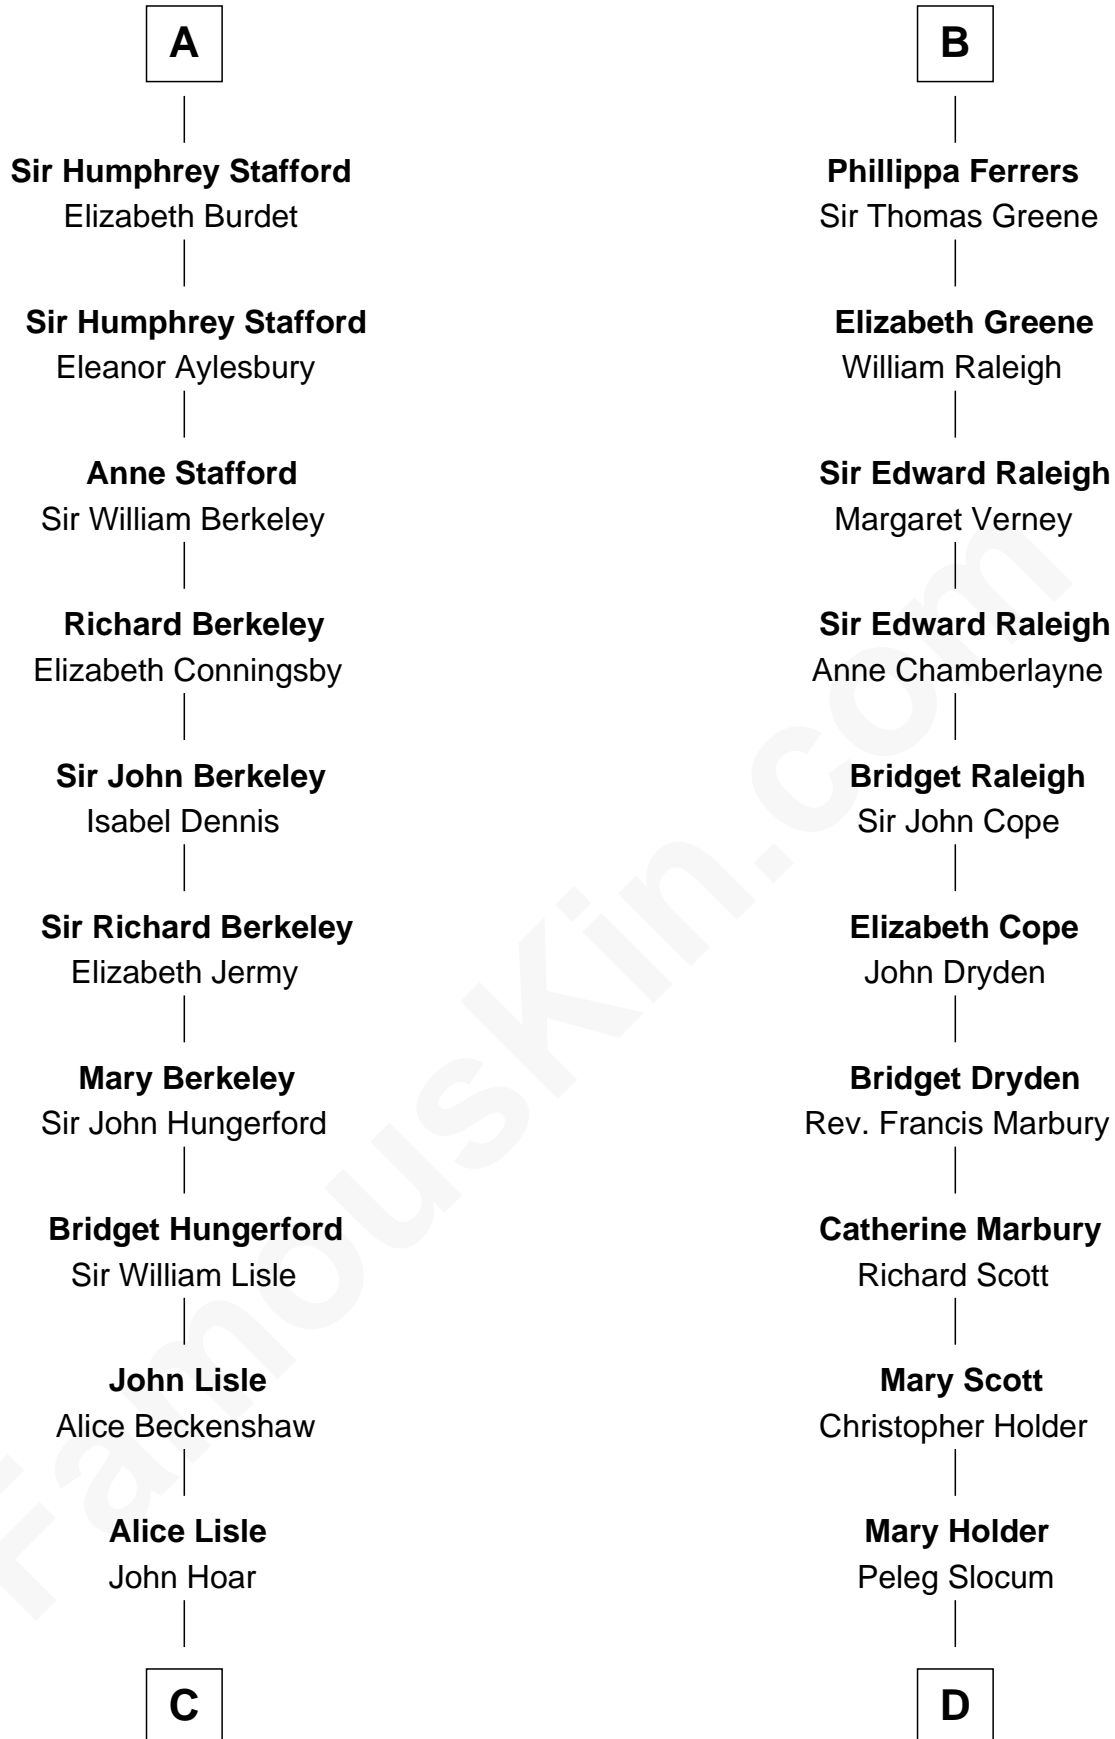 A
Sir Humphrey Stafford
Elizabeth Burdet
Sir Humphrey Stafford
Eleanor Aylesbury
Anne Stafford
Sir William Berkeley
Richard Berkeley
Elizabeth Conningsby
Sir John Berkeley
Isabel Dennis
Sir Richard Berkeley
Elizabeth Jermy
Mary Berkeley
Sir John Hungerford
Bridget Hungerford
Sir William Lisle
John Lisle
Alice Beckenshaw
Alice Lisle
John Hoar
C
B
Phillippa Ferrers
Sir Thomas Greene
Elizabeth Greene
William Raleigh
Sir Edward Raleigh
Margaret Verney
Sir Edward Raleigh
Anne Chamberlayne
Bridget Raleigh
Sir John Cope
Elizabeth Cope
John Dryden
Bridget Dryden
Rev. Francis Marbury
Catherine Marbury
Richard Scott
Mary Scott
Christopher Holder
Mary Holder
Peleg Slocum
D
FamousKin.com